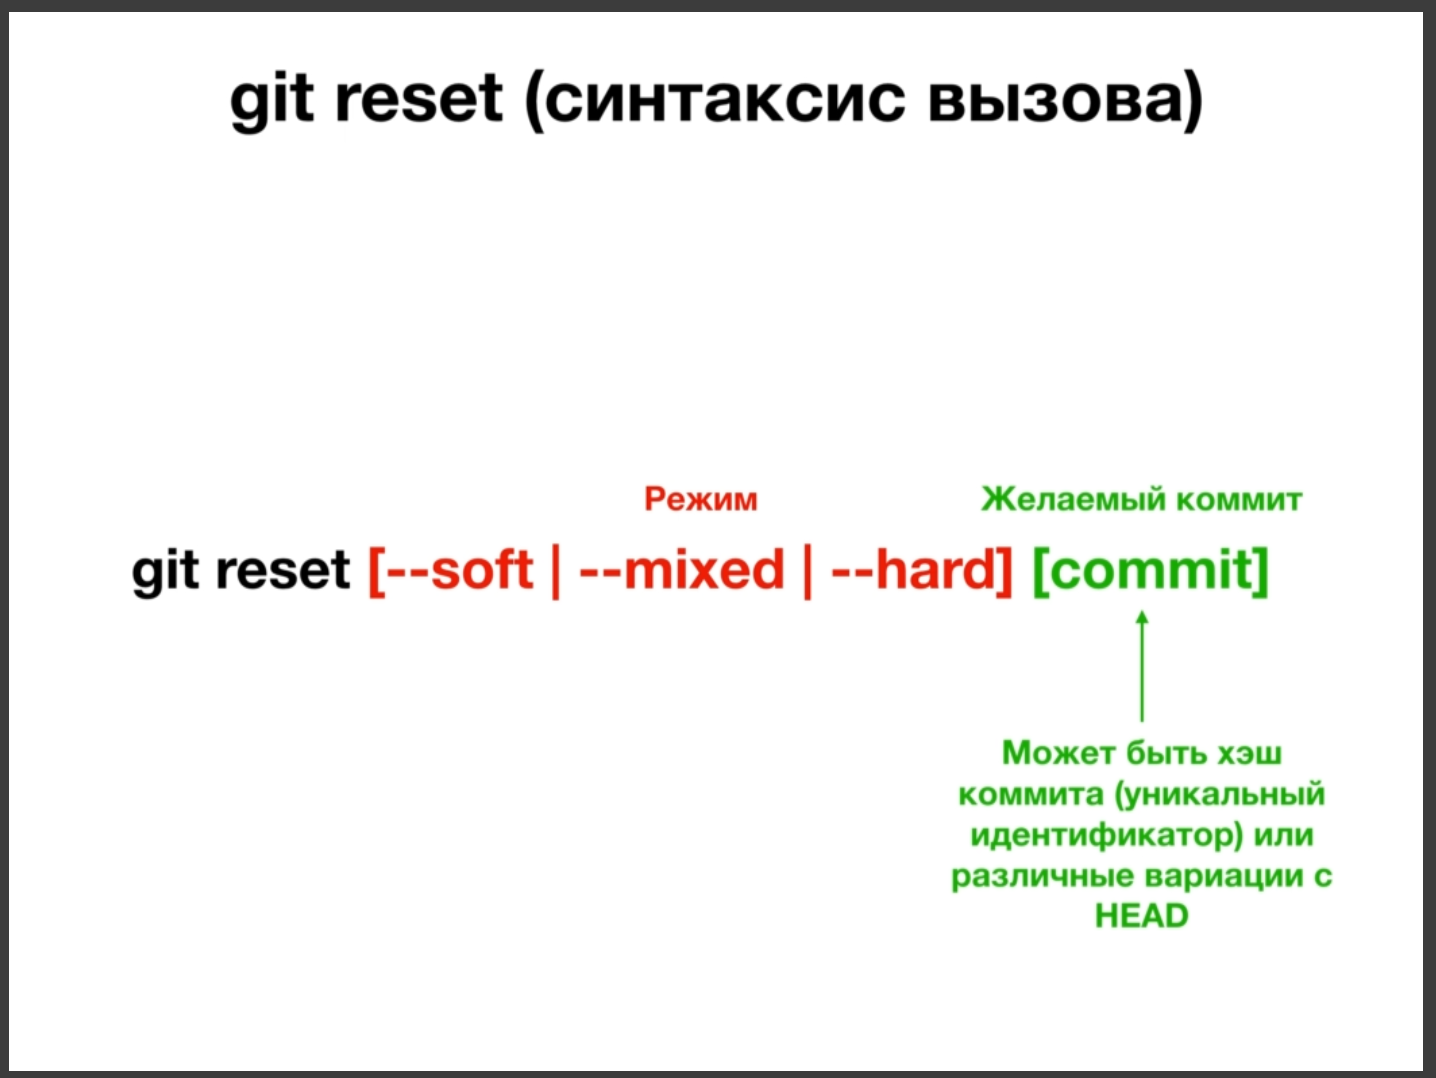 git reset (синтаксис вызова)
Режим
Желаемый коммит
git reset [--soft | --mixed | --hard] [commit]
Может быть хэш
коммита (уникальный
идентификатор) или
различные вариации с
HEAD